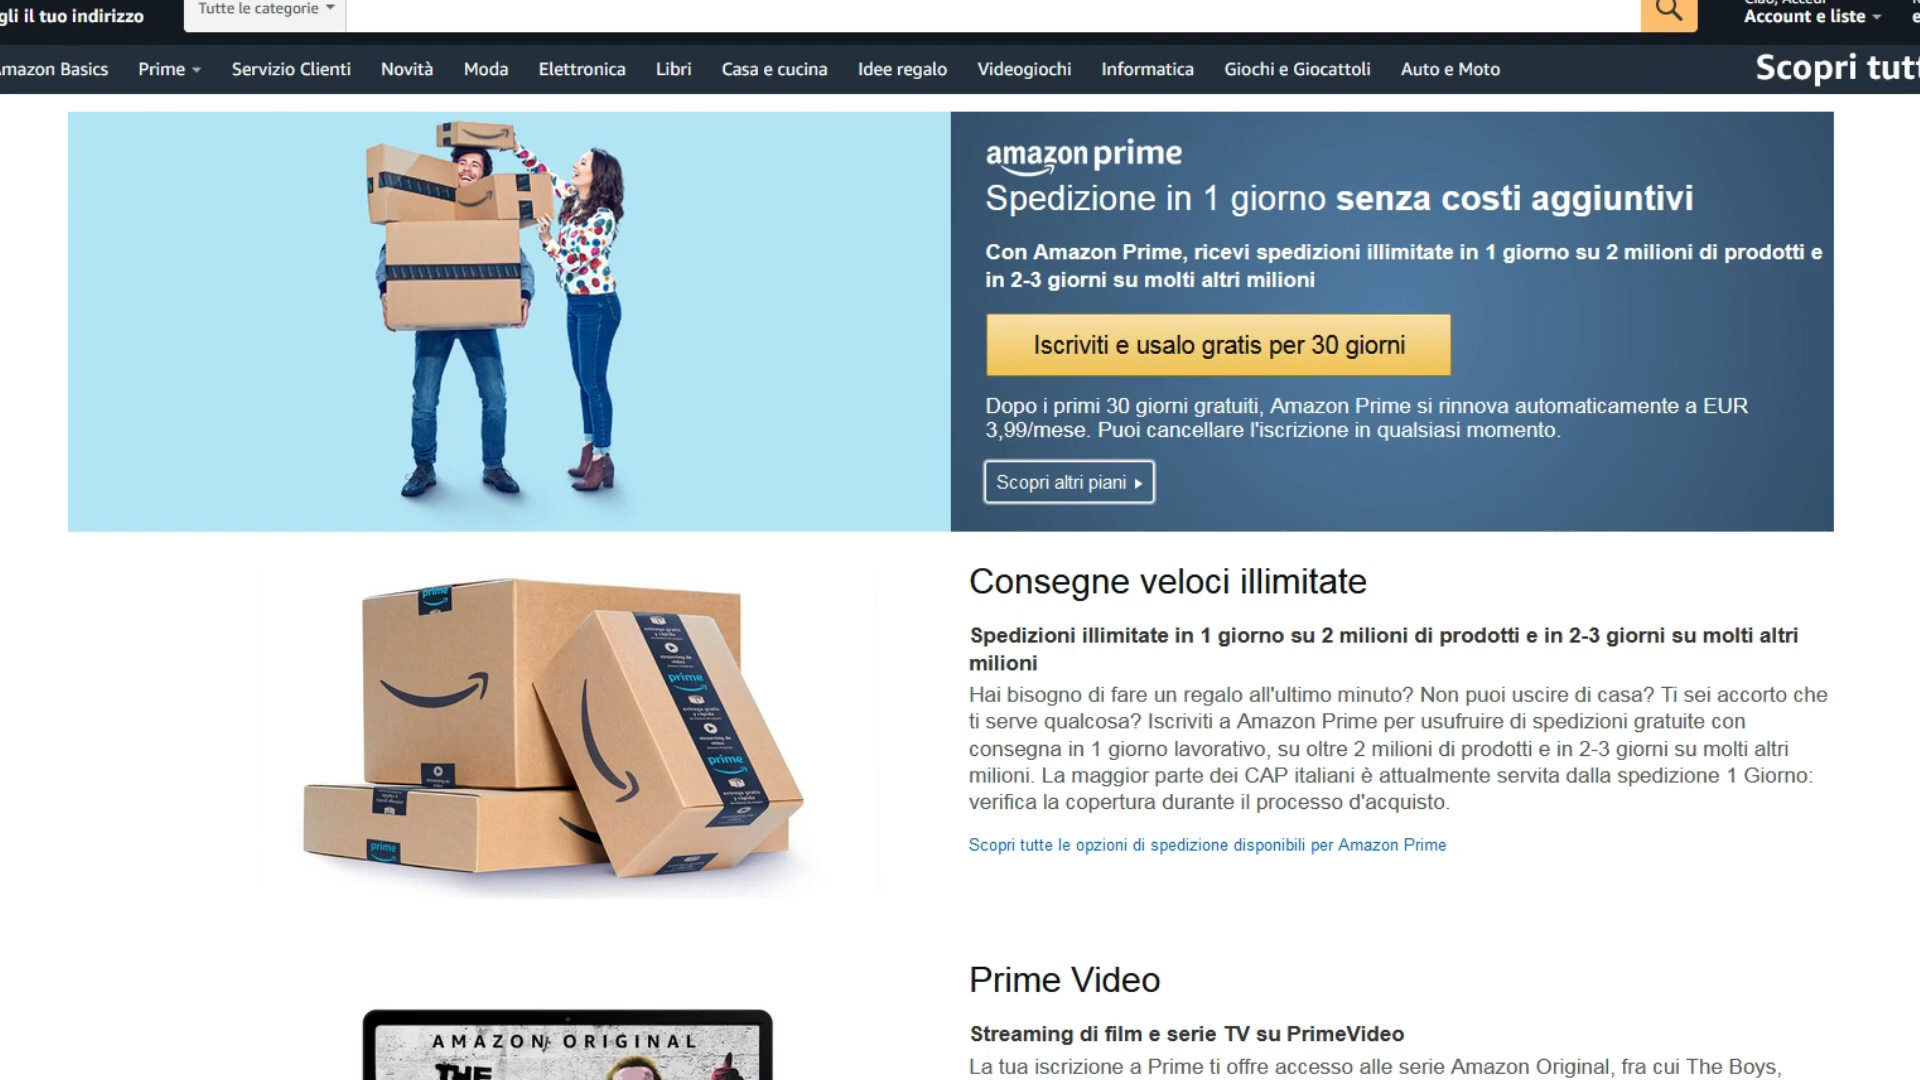 gli il tuo indirizzo
Tutte le categorie
Account e liste
mazon Basics Prime Servizio Clienti Novità Moda Elettronica Libri Casa e cucina Idee regalo Videogiochi Informatica Giochi e Giocattoli Auto e Moto Scopri tutt
amazon prime
Spedizione in 1 giorno senza costi aggiuntivi
Con Amazon Prime, ricevi spedizioni illimitate in 1 giorno su 2 milioni di prodotti e
in 2-3 giorni su molti altri milioni
Iscriviti e usalo gratis per 30 giorni
Dopo i primi 30 giorni gratuiti, Amazon Prime si rinnova automaticamente a EUR
3,99/mese. Puoi cancellare l'iscrizione in qualsiasi momento.
Scopri altri piani
prime
prime
prime
prime
Consegne veloci illimitate
Spedizioni illimitate in 1 giorno su 2 milioni di prodotti e in 2-3 giorni su molti altri
milioni
Hai bisogno di fare un regalo all'ultimo minuto? Non puoi uscire di casa? Ti sei accorto che
ti serve qualcosa? Iscriviti a Amazon Prime per usufruire di spedizioni gratuite con
consegna in 1 giorno lavorativo, su oltre 2 milioni di prodotti e in 2-3 giorni su molti altri
milioni. La maggior parte dei CAP italiani è attualmente servita dalla spedizione 1 Giorno:
verifica la copertura durante il processo d'acquisto.
Scopri tutte le opzioni di spedizione disponibili per Amazon Prime
AMAZON ORIGINAL
THE
Prime Video
Streaming di film e serie TV su PrimeVideo
La tua iscrizione a Prime ti offre accesso alle serie Amazon Original, fra cui The Boys,